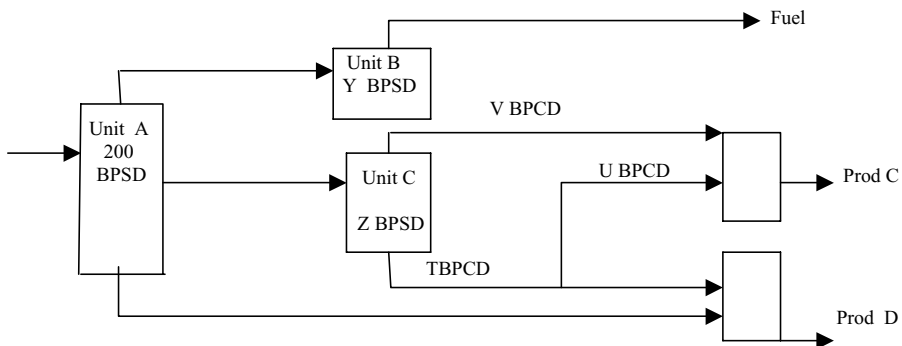 Fuel
Unit B
Y BPSD
V BPCD
Unit A
200
BPSD
Unit C
U BPCD
Prod C
Z BPSD
TBPCD
Prod D